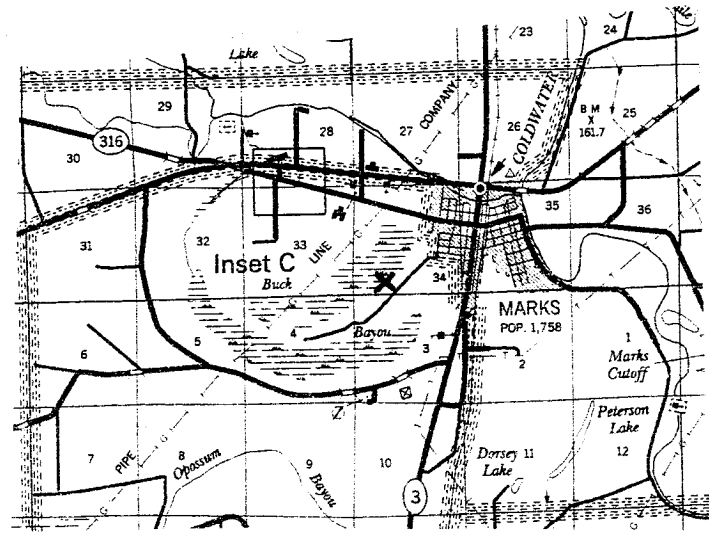 24
23
Lake
29
COMPANY
COLDWATER
28
27
26
B M
X
161.7
25
316
30
G
35
36
31
32
33
LINE
Inset C
Buck
X
34
MARKS
POP. 1,758
4
Bayou
5
3
1
2
6
Marks
Cutoff
Peterson
Lake
12
PIPE
7
8
Opossum
9
Bayou
10
Dorsey
Lake
11
3
G